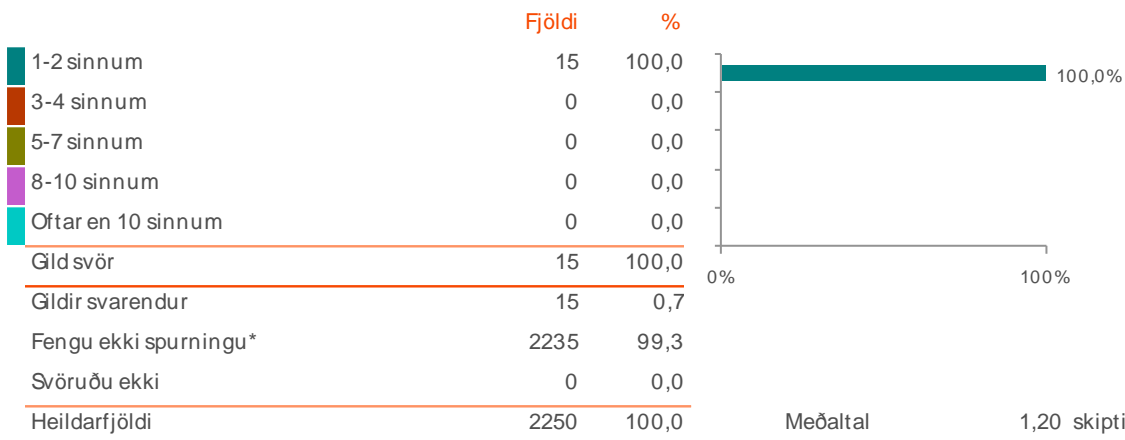 Fjöldi %
1-2 sinnum 15 100,0
3-4 sinnum 0 0,0
5-7 sinnum 0 0,0
8-10 sinnum 0 0,0
Oftar en 10 sinnum 0 0,0
Gild svör 15 100,0
Gildir svarendur 15 0,7
Fengu ekki spurningu* 2235 99,3
Svöruðu ekki 0 0,0
Heildarfjöldi 2250 100,0
100,0%
0% 100%
Meðaltal 1,20 skipti